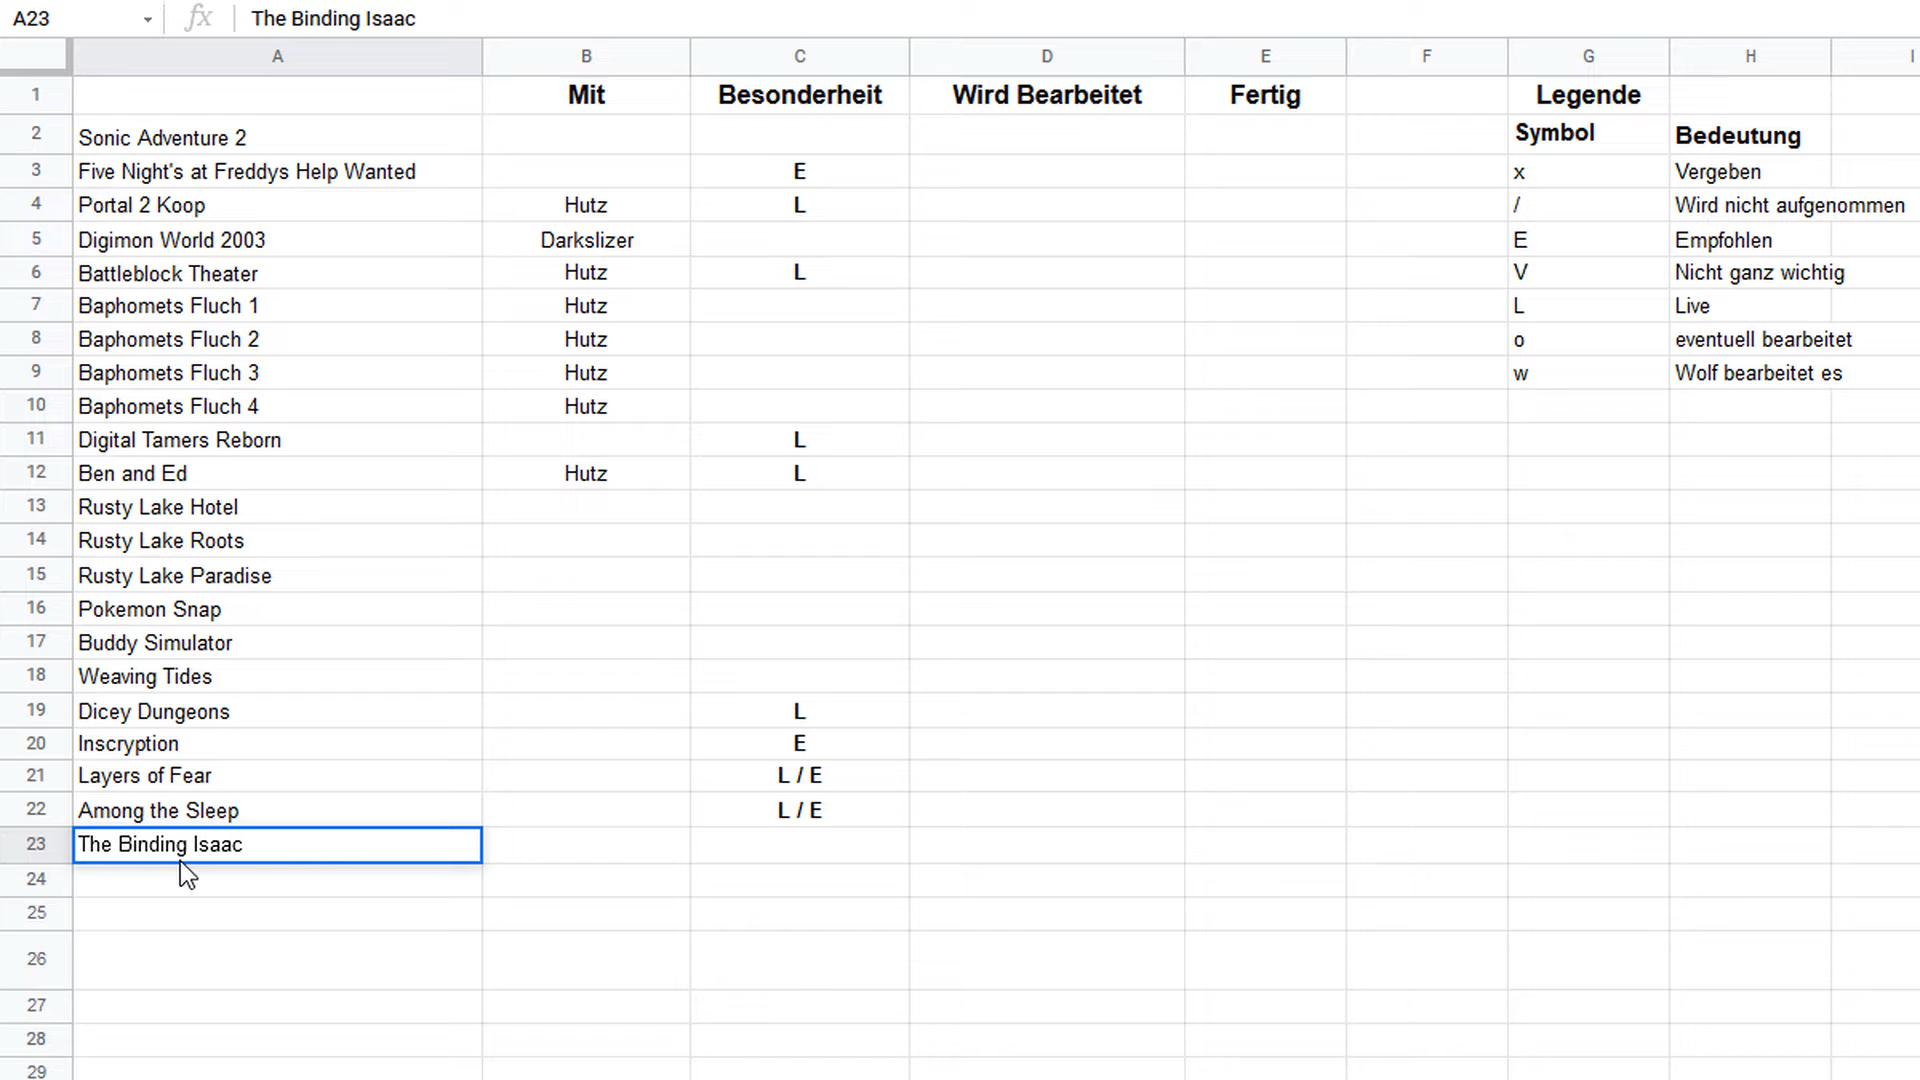 A23 fx The Binding Isaac
A B C D E F G H I
1 Mit Besonderheit Wird Bearbeitet Fertig Legende
2 Sonic Adventure 2 Symbol Bedeutung
3 Five Night's at Freddys Help Wanted E x Vergeben
4 Portal 2 Koop Hutz L / Wird nicht aufgenommen
5 Digimon World 2003 Darkslizer E Empfohlen
6 Battleblock Theater Hutz L V Nicht ganz wichtig
7 Baphomets Fluch 1 Hutz L Live
8 Baphomets Fluch 2 Hutz o eventuell bearbeitet
9 Baphomets Fluch 3 Hutz w Wolf bearbeitet es
10 Baphomets Fluch 4 Hutz
11 Digital Tamers Reborn L
12 Ben and Ed Hutz L
13 Rusty Lake Hotel
14 Rusty Lake Roots
15 Rusty Lake Paradise
16 Pokemon Snap
17 Buddy Simulator
18 Weaving Tides
19 Dicey Dungeons L
20 Inscryption E
21 Layers of Fear L / E
22 Among the Sleep L / E
23 The Binding Isaac
24
25
26
27
28
29